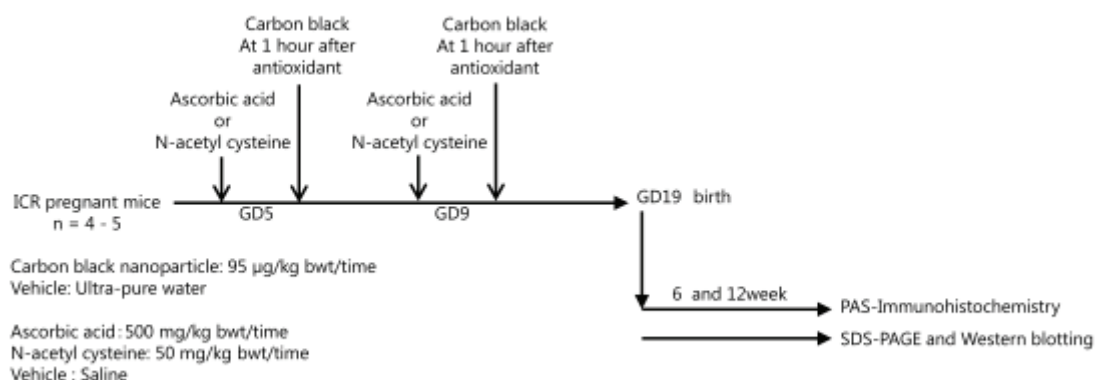 Carbon black
At 1 hour after
antioxidant
Carbon black
At 1 hour after
antioxidant
Ascorbic acid
or
N-acetyl cysteine
Ascorbic acid
or
N-acetyl cysteine
ICR pregnant mice
n = 4 - 5
GD5
GD9
GD19 birth
Carbon black nanoparticle: 95 µg/kg bwt/time
Vehicle: Ultra-pure water
Ascorbic acid: 500 mg/kg bwt/time
N-acetyl cysteine: 50 mg/kg bwt/time
Vehicle : Saline
6 and 12week
PAS-Immunohistochemistry
SDS-PAGE and Western blotting